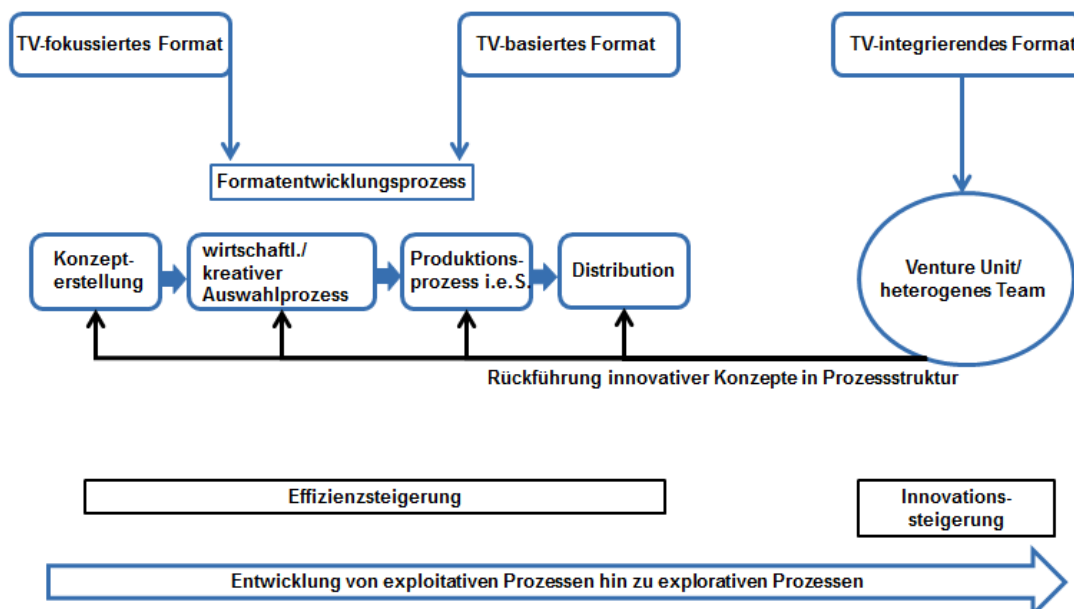 TV-fokussiertes Format
TV-basiertes Format
TV-integrierendes Format
Formatentwicklungsprozess
Konzept-
erstellung
wirtschaftl./
kreativer
Auswahlprozess
Produktions-
prozess i.e.S.
Distribution
Venture Unit/
heterogenes Team
Rückführung innovativer Konzepte in Prozessstruktur
Effizienzsteigerung
Innovations-
steigerung
Entwicklung von exploitativen Prozessen hin zu explorativen Prozessen